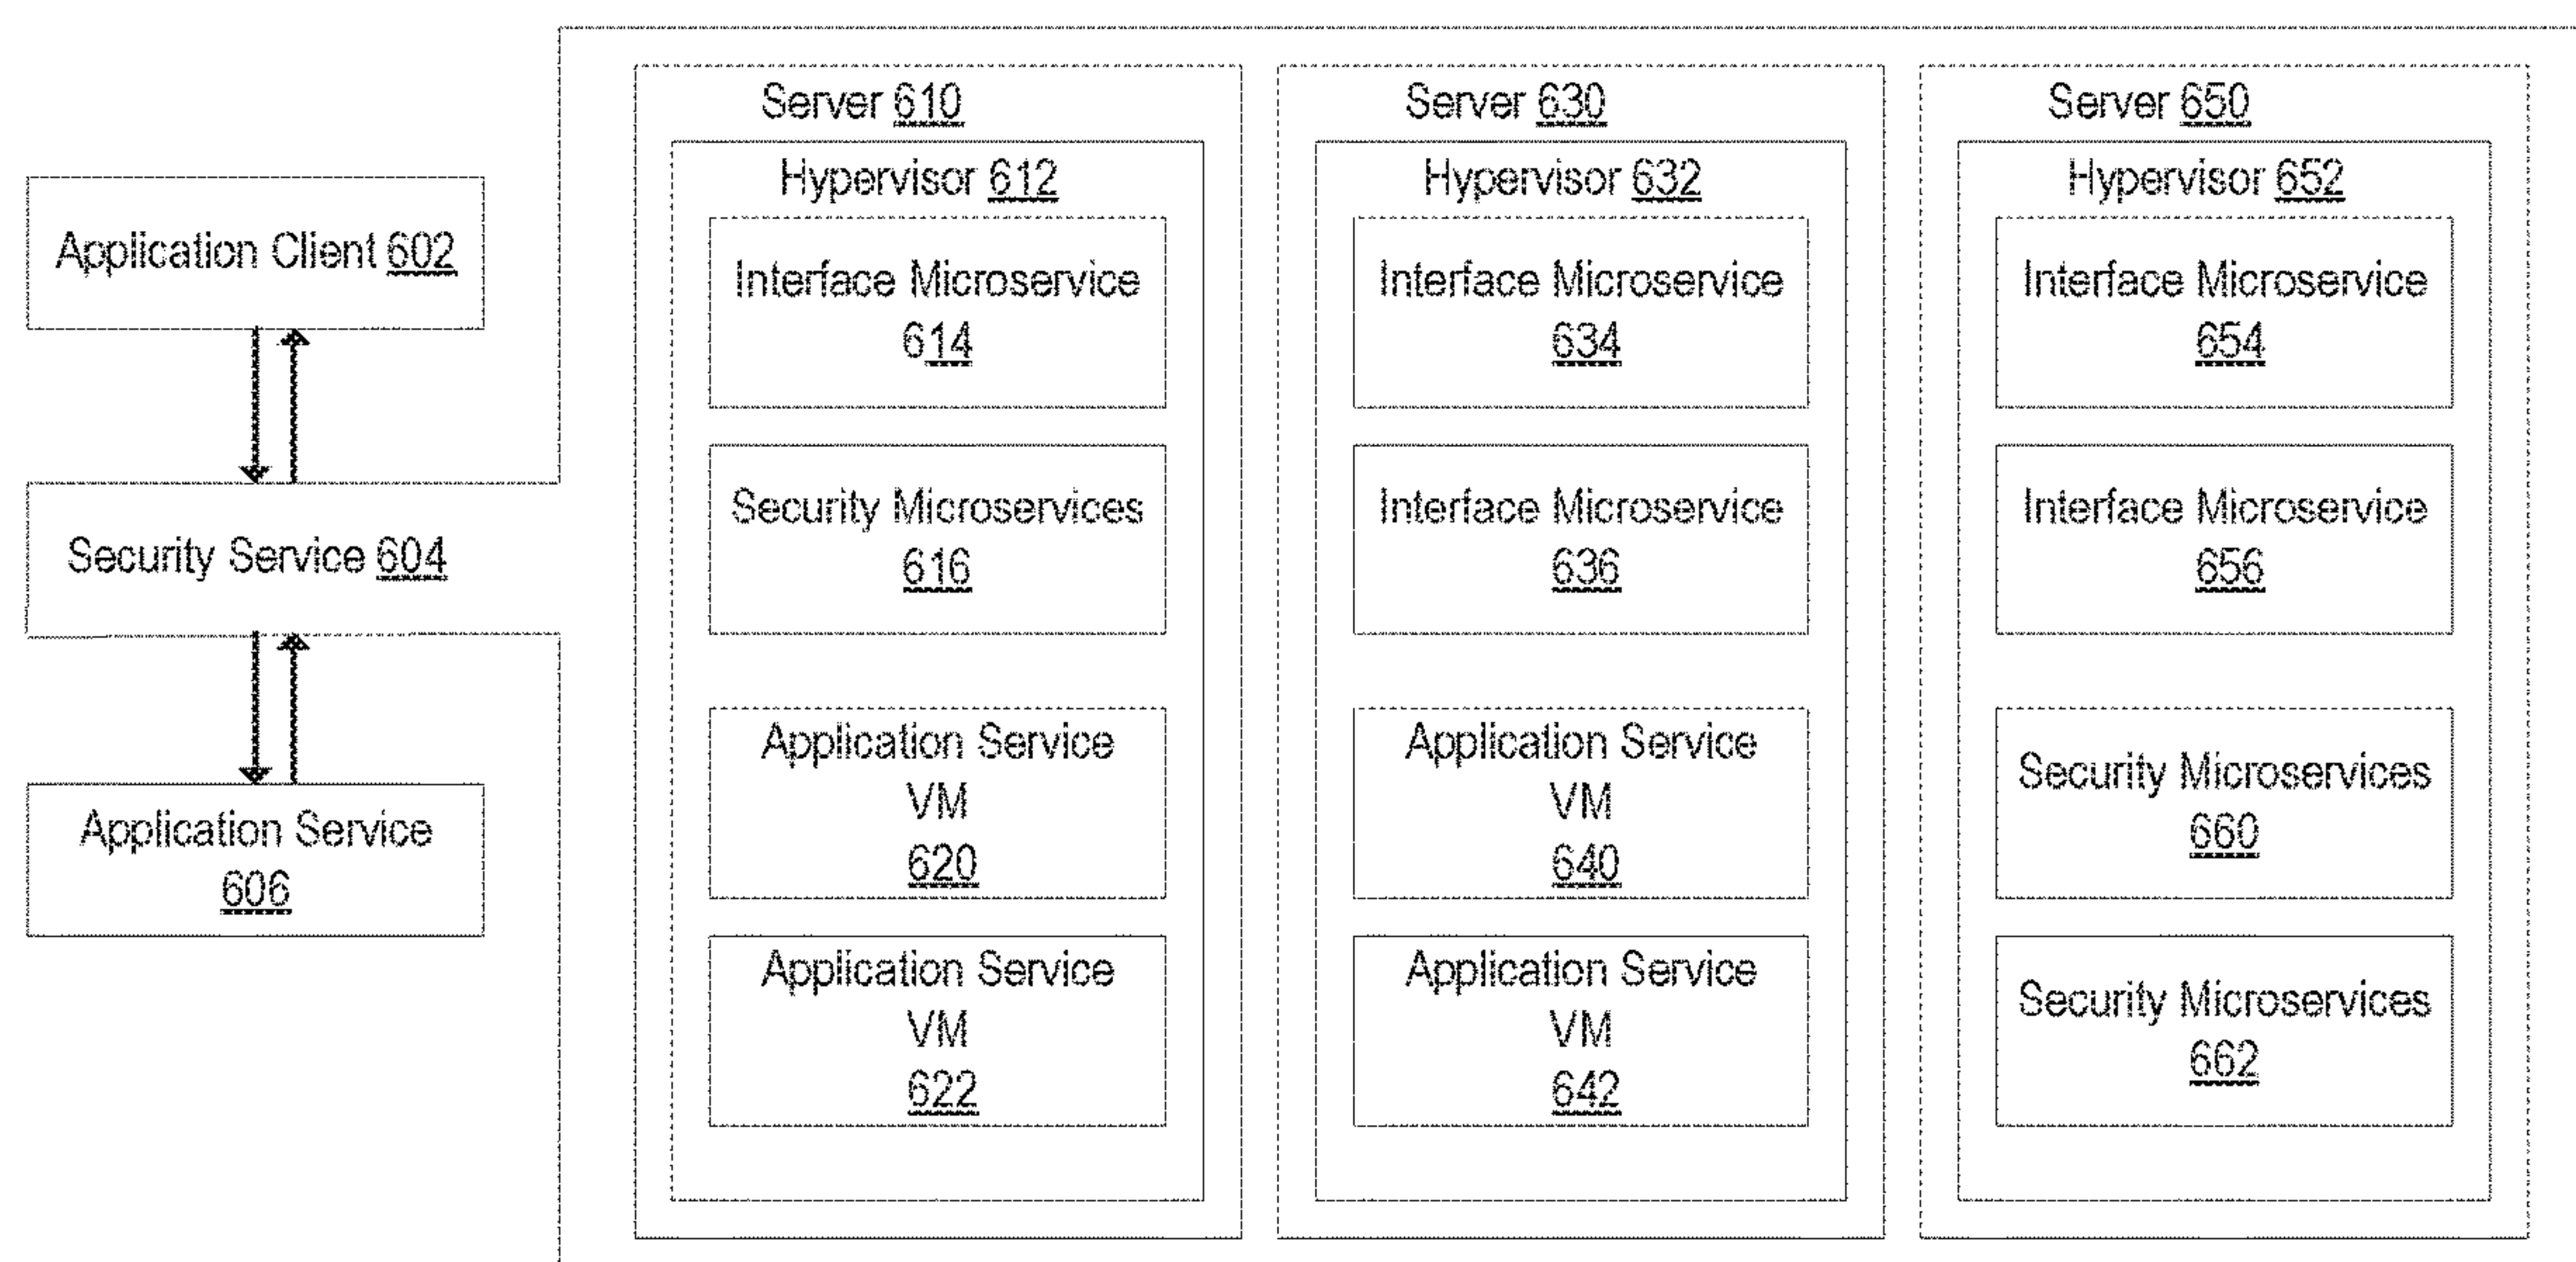 Application Client 602
Security Service 604
Application Service
606
Server 610
Hypervisor 612
Interface Microservice
614
Security Microservices
616
Application Service
VM
620
Application Service
VM
622
Server 630
Hypervisor 632
Interface Microservice
634
Interface Microservice
636
Application Service
VM
640
Application Service
VM
642
Server 650
Hypervisor 652
Interface Microservice
654
Interface Microservice
656
Security Microservices
660
Security Microservices
662